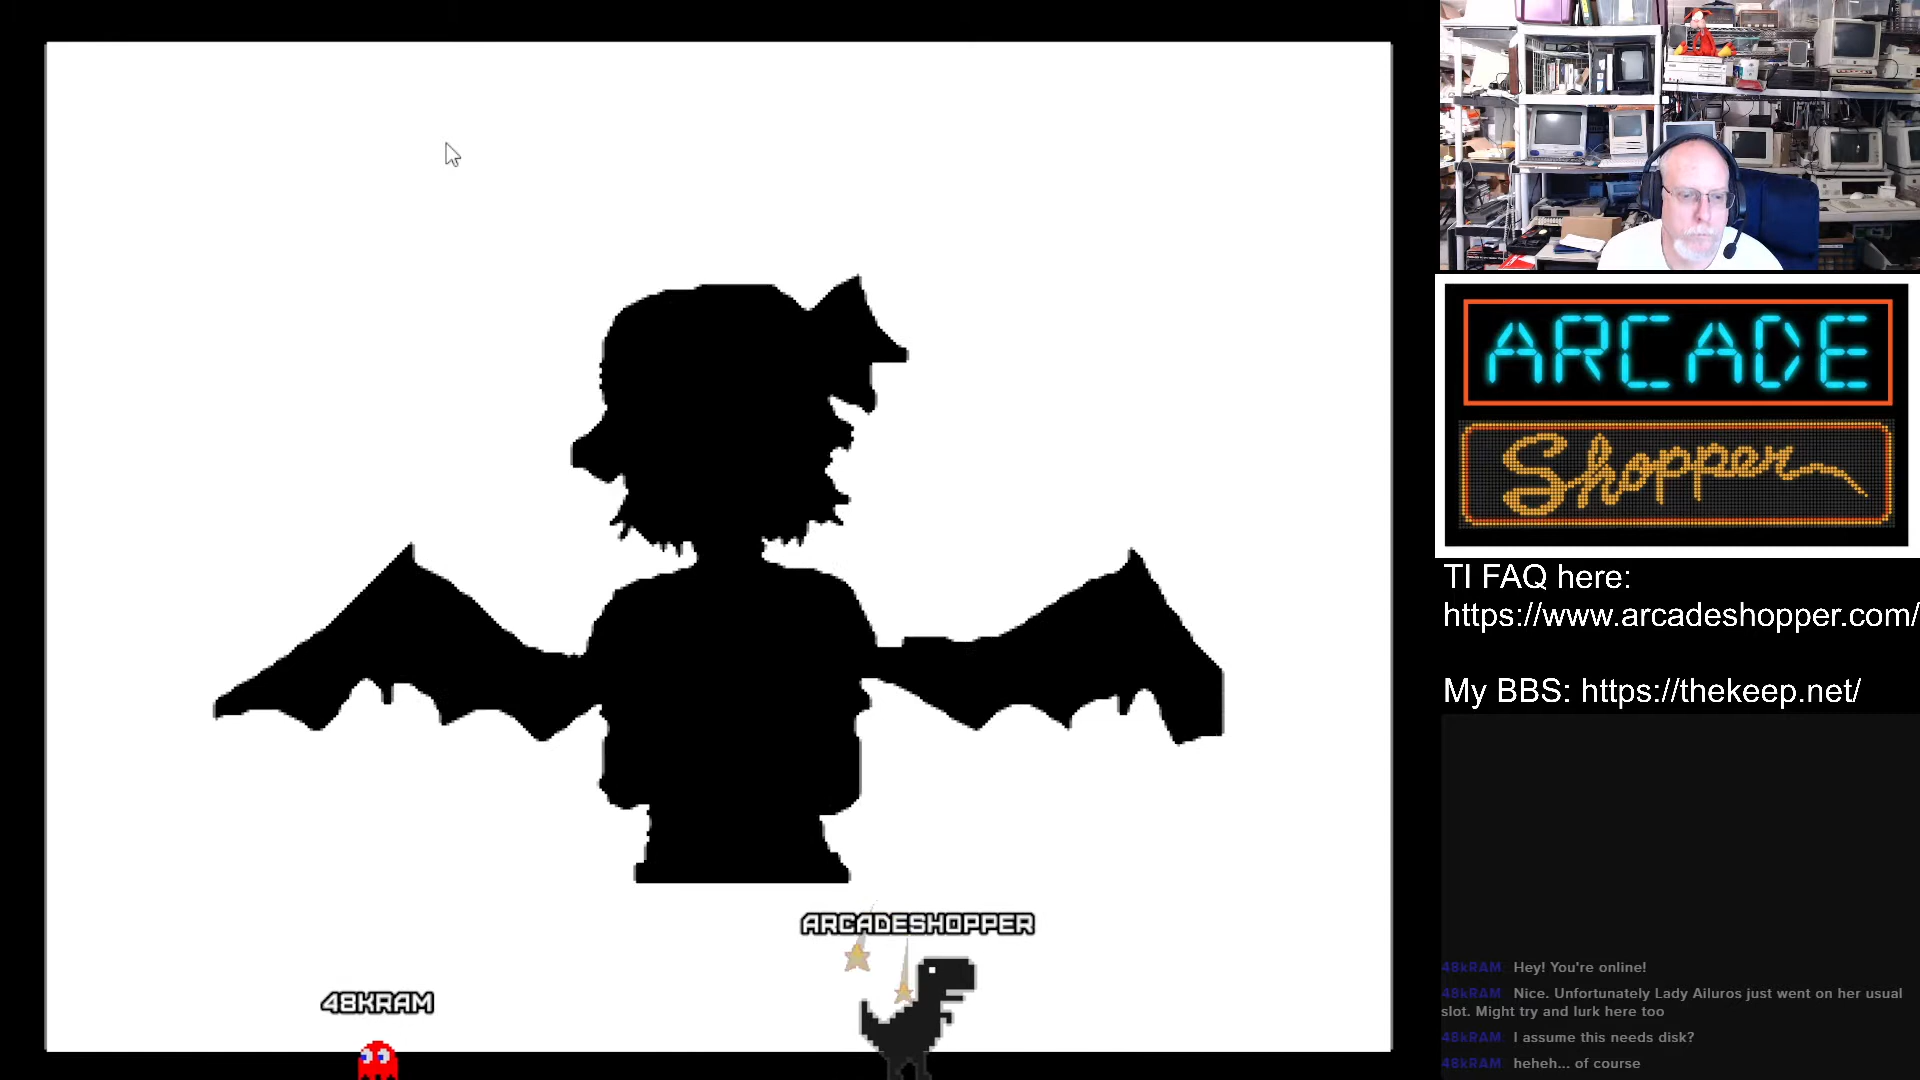 ARCADE
Shopper
TI FAQ here:
https://www.arcadeshopper.com/
My BBS: https://thekeep.net/
ARCADESHOPPER
48KRAM
48kRAM: Hey! You're online!
48kRAM: Nice. Unfortunately Lady Ailuros just went on her usual
slot. Might try and lurk here too
48kRAM: I assume this needs disk?
48kRAM: heheh... of course